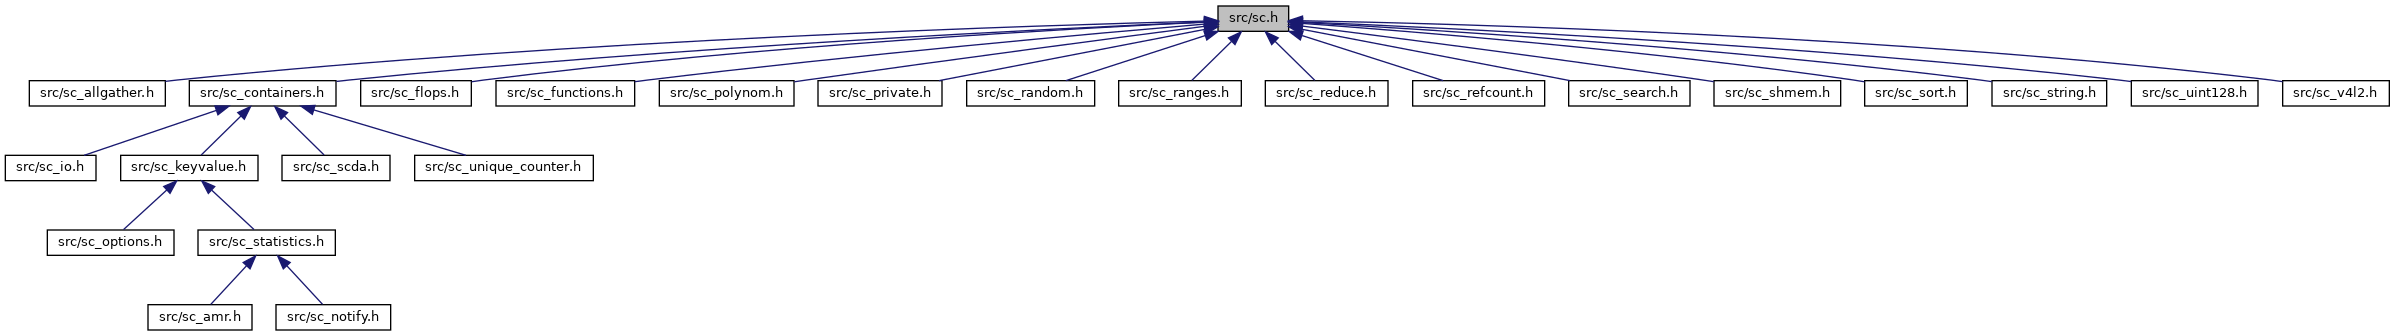 src/sc.h
src/sc_allgather.h
src/sc_containers.h
src/sc_flops.h
src/sc_functions.h
src/sc_polynom.h
src/sc_private.h
src/sc_random.h
src/sc_ranges.h
src/sc_reduce.h
src/sc_refcount.h
src/sc_search.h
src/sc_shmem.h
src/sc_sort.h
src/sc_string.h
src/sc_uint128.h
src/sc_v4l2.h
src/sc_io.h
src/sc_keyvalue.h
src/sc_scda.h
src/sc_unique_counter.h
src/sc_options.h
src/sc_statistics.h
src/sc_amr.h
src/sc_notify.h